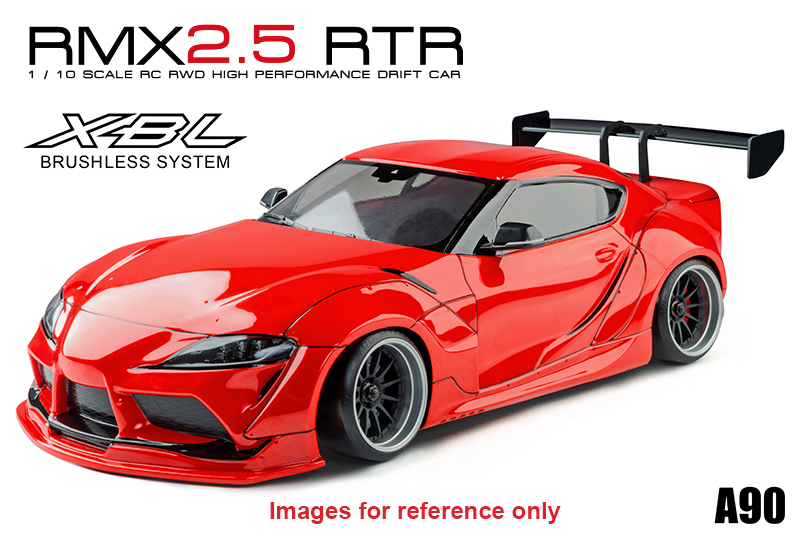 RMX2.5 RTR
1 / 10 SCALE RC RWD HIGH PERFORMANCE DRIFT CAR
X-BL
BRUSHLESS SYSTEM
Images for reference only
A90